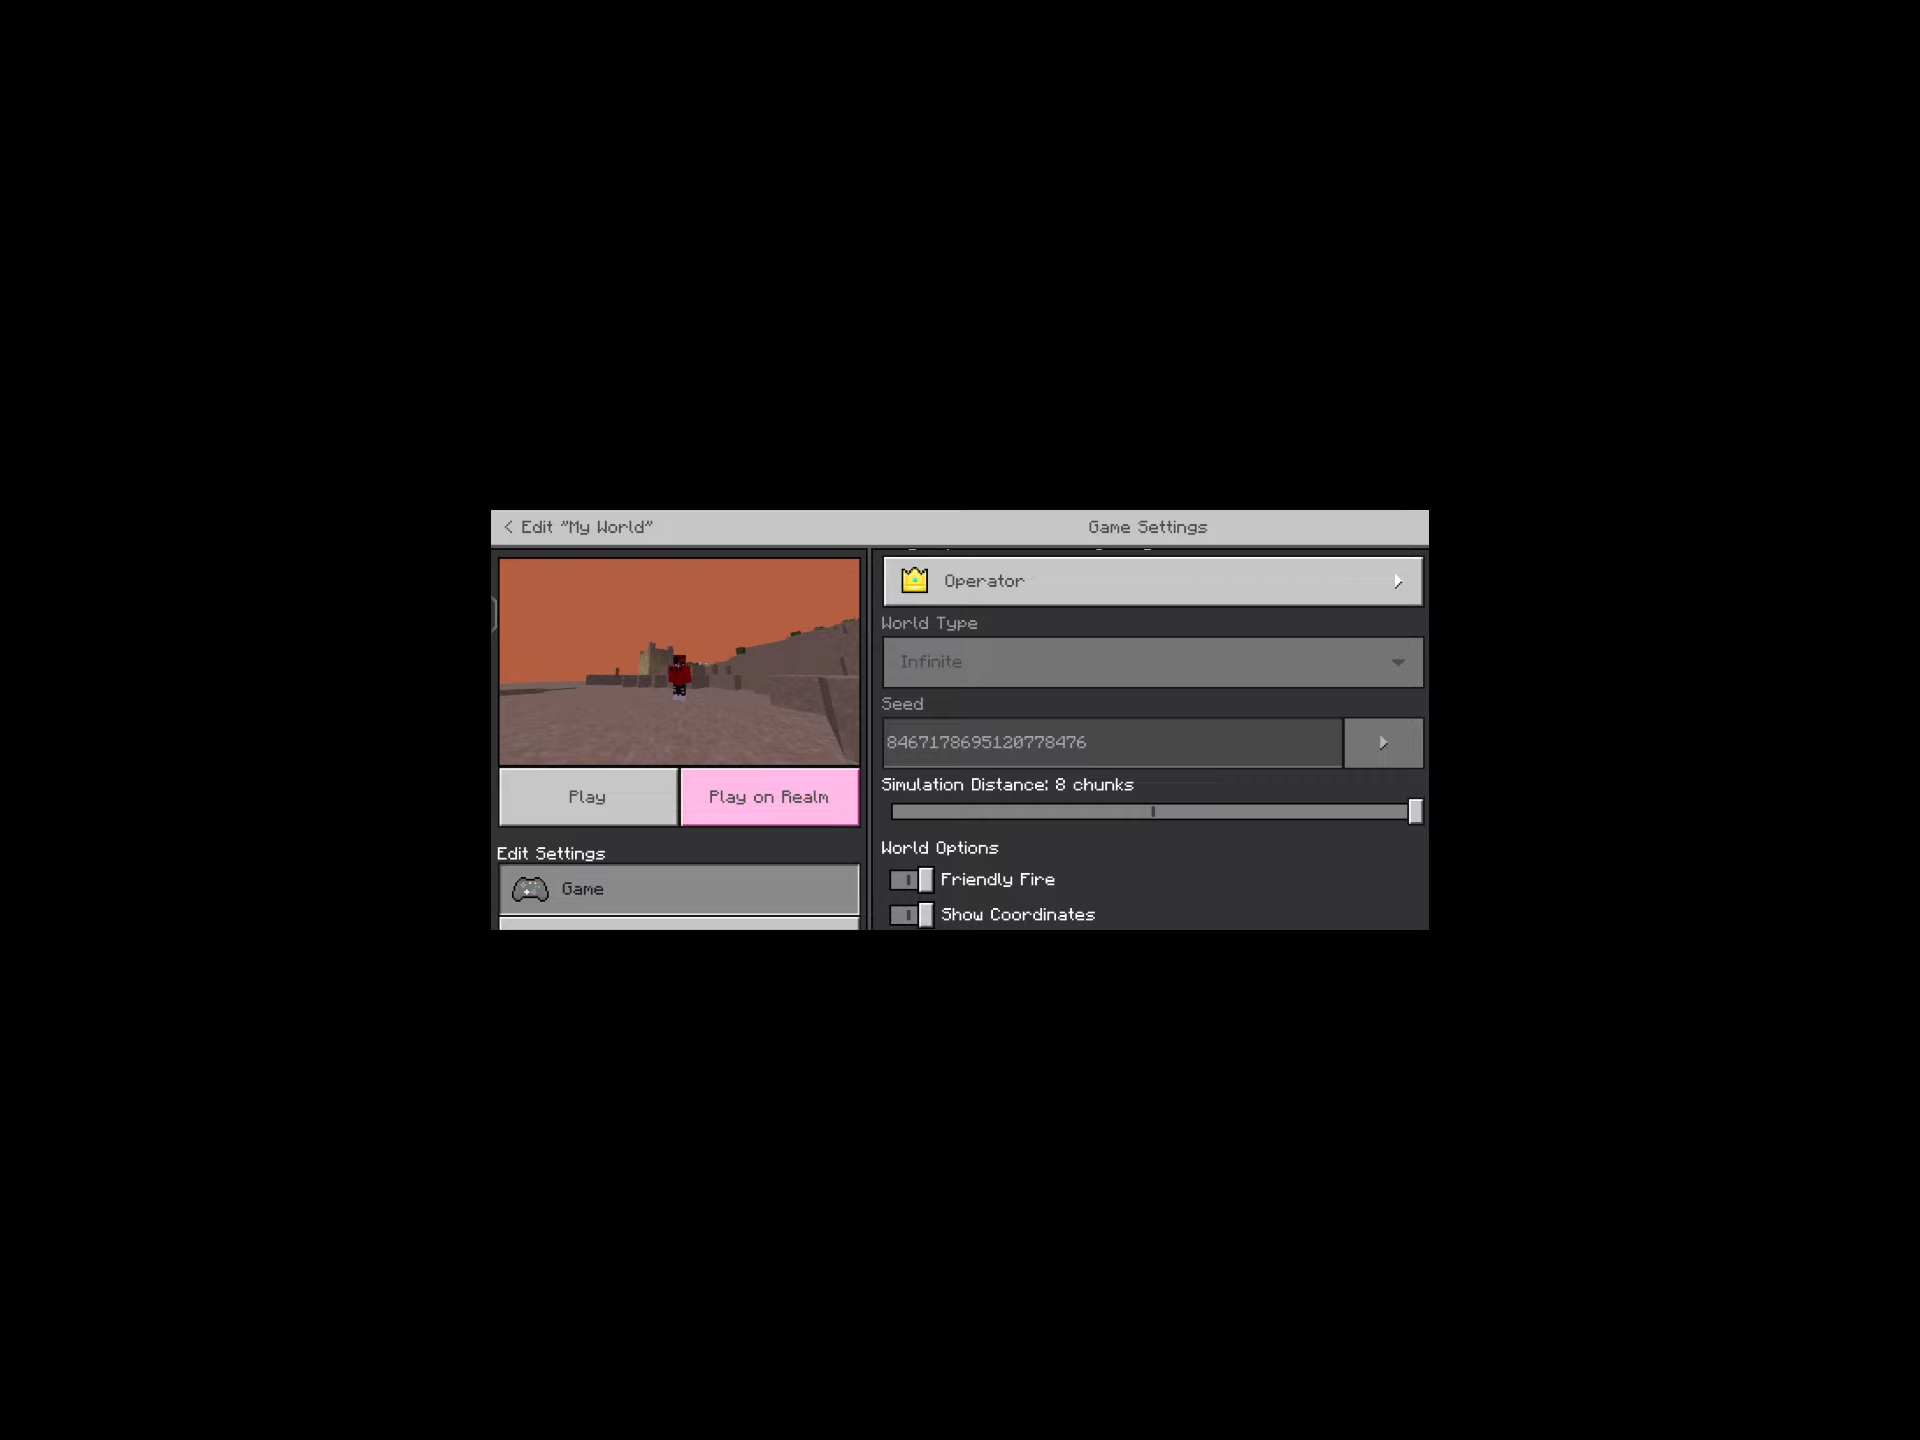 < Edit "My World"
Game Settings
Operator
World Type
Infinite
Seed
8467178695120778476
Simulation Distance: 8 chunks
Play
Play on Realm
World Options
Edit Settings
Friendly Fire
Game
Show Coordinates